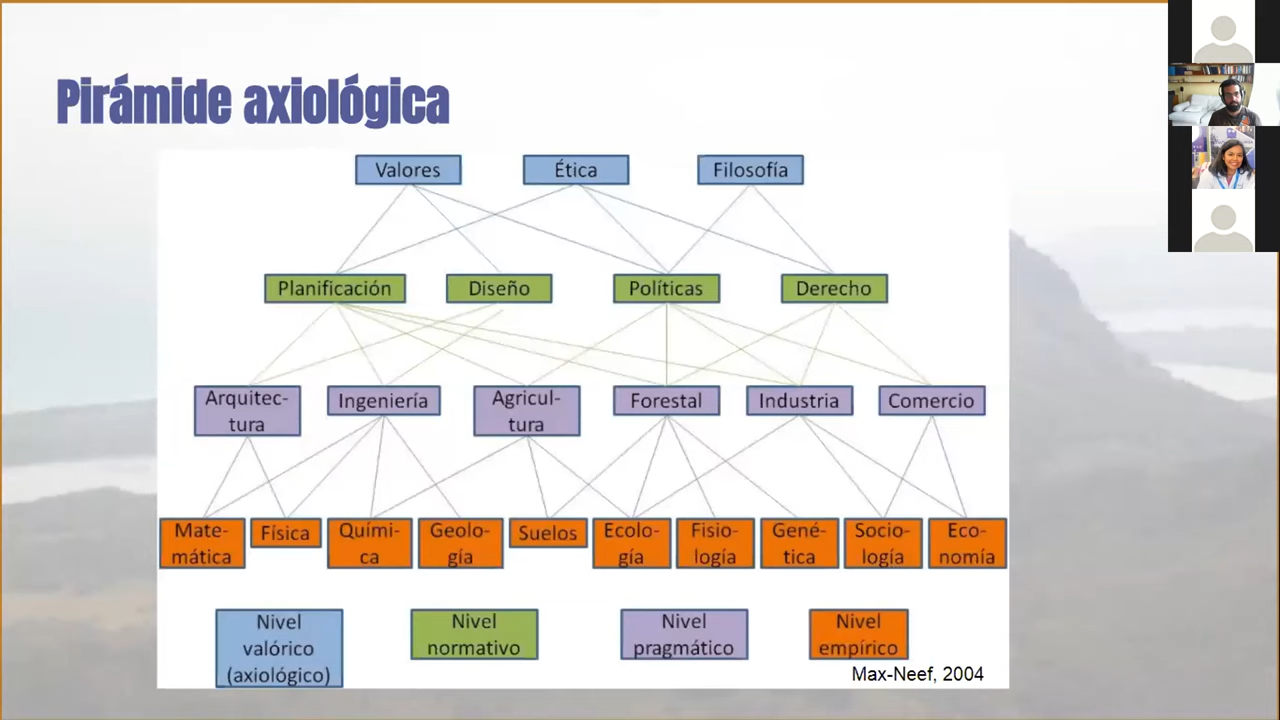 Pirámide axiológica
Valores
Ética
Filosofía
Planificación
Diseño
Políticas
Derecho
Arquitec-
tura
Ingeniería
Agricul-
tura
Forestal
Industria
Comercio
Mate-
mática
Física
Quími-
ca
Geolo-
gía
Suelos
Ecolo-
gía
Fisio-
logía
Gené-
tica
Socio-
logía
Eco-
nomía
Nivel
valórico
(axiológico)
Nivel
normativo
Nivel
pragmático
Nivel
empírico
Max-Neef, 2004